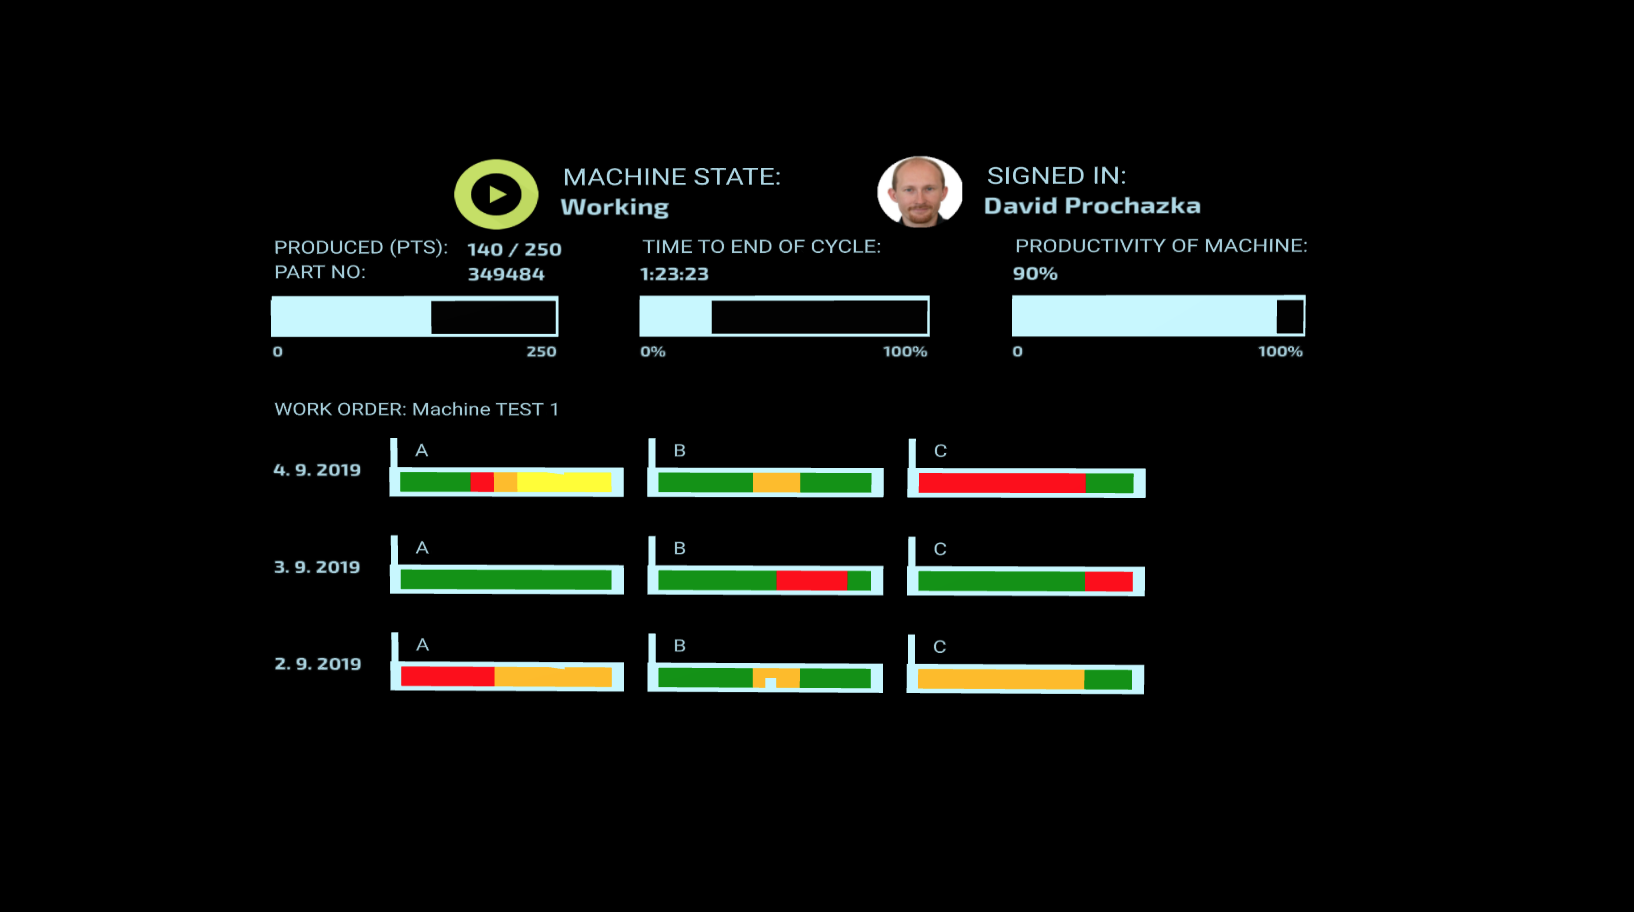 MACHINE STATE:
Working
SIGNED IN:
David Prochazka
PRODUCED (PTS): 140 / 250
PART NO: 349484
0 250
TIME TO END OF CYCLE:
1:23:23
0% 100%
PRODUCTIVITY OF MACHINE:
90%
0 100%
WORK ORDER: Machine TEST 1
4. 9. 2019 A B C
3. 9. 2019 A B C
2. 9. 2019 A B C